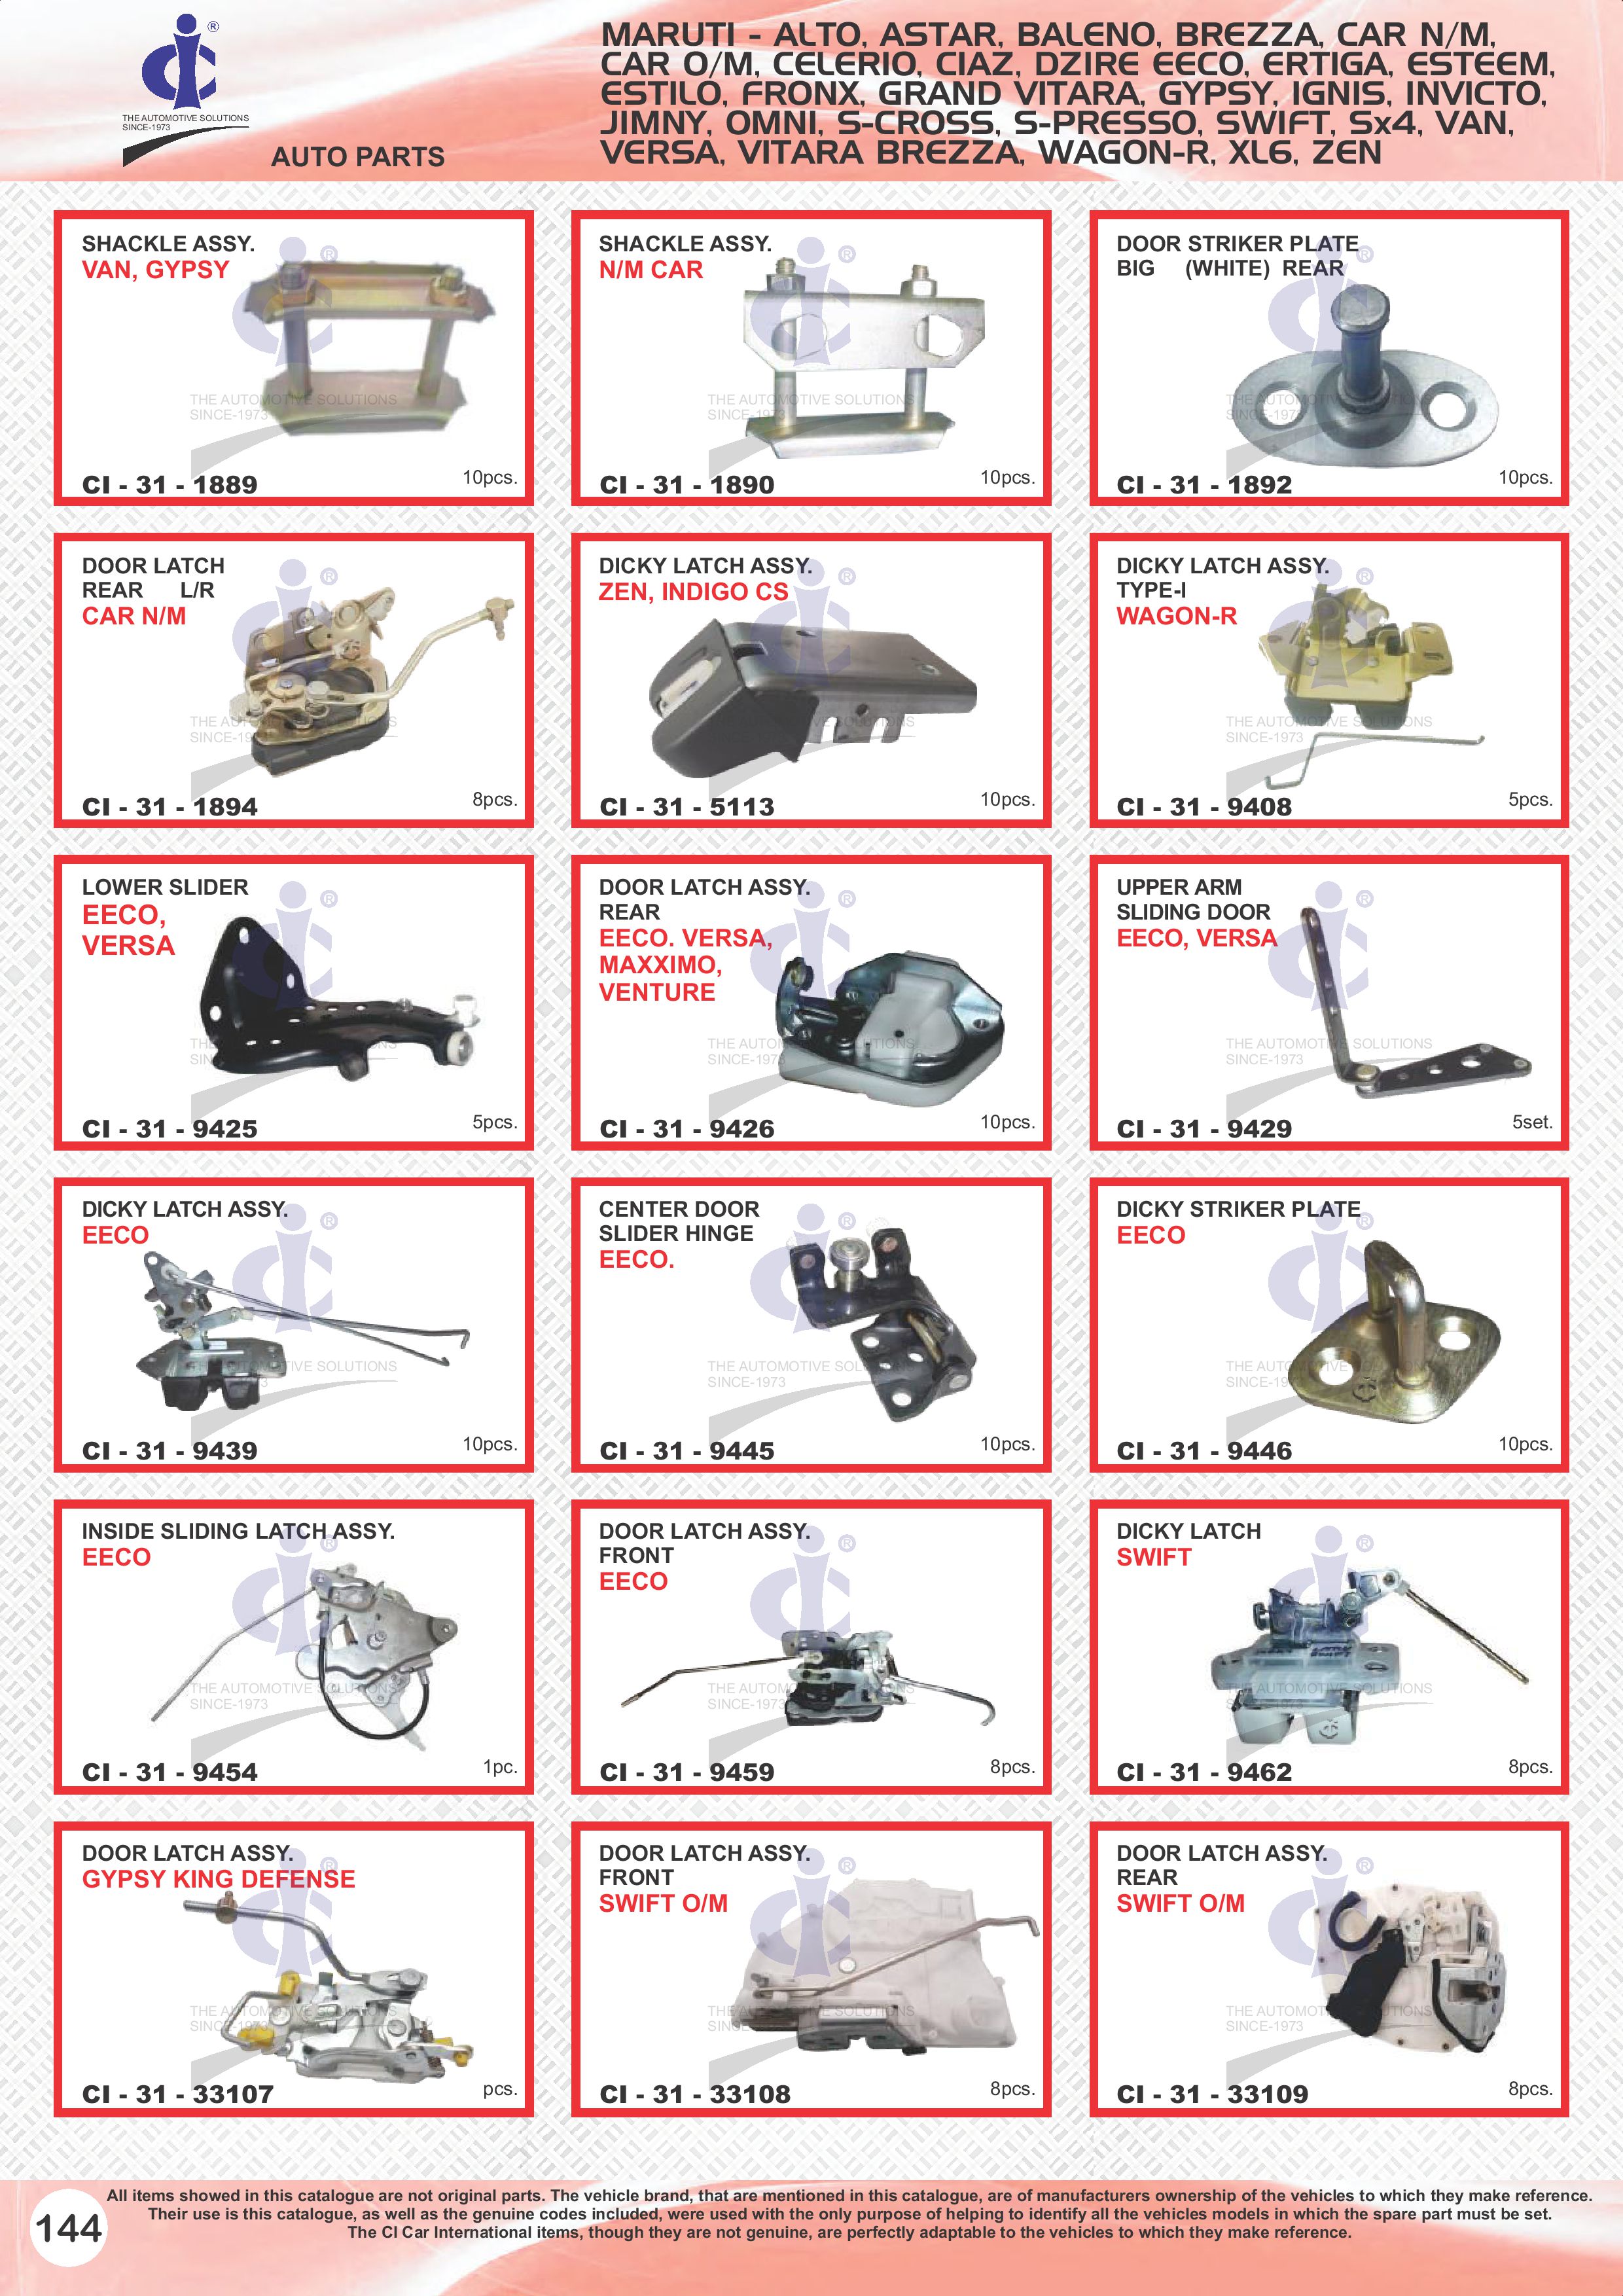 ®
THE AUTOMOTIVE SOLUTIONS
SINCE-1973
AUTO PARTS
MARUTI - ALTO, ASTAR, BALENO, BREZZA, CAR N/M,
CAR O/M, CELERIO, CIAZ, DZIRE EECO, ERTIGA, ESTEEM,
ESTILO, FRONX, GRAND VITARA, GYPSY, IGNIS, INVICTO,
JIMNY, OMNI, S-CROSS, S-PRESSO, SWIFT, Sx4, VAN,
VERSA, VITARA BREZZA, WAGON-R, XL6, ZEN
SHACKLE ASSY.
VAN, GYPSY
CI - 31 - 1889
10pcs.
SHACKLE ASSY.
N/M CAR
CI - 31 - 1890
10pcs.
DOOR STRIKER PLATE
BIG (WHITE) REAR
CI - 31 - 1892
10pcs.
DOOR LATCH
REAR L/R
CAR N/M
CI - 31 - 1894
8pcs.
DICKY LATCH ASSY.
ZEN, INDIGO CS
CI - 31 - 5113
10pcs.
DICKY LATCH ASSY.
TYPE-I
WAGON-R
CI - 31 - 9408
5pcs.
LOWER SLIDER
EECO,
VERSA
CI - 31 - 9425
5pcs.
DOOR LATCH ASSY.
REAR
EECO. VERSA,
MAXXIMO,
VENTURE
CI - 31 - 9426
10pcs.
UPPER ARM
SLIDING DOOR
EECO, VERSA
CI - 31 - 9429
5set.
DICKY LATCH ASSY.
EECO
CI - 31 - 9439
10pcs.
CENTER DOOR
SLIDER HINGE
EECO.
CI - 31 - 9445
10pcs.
DICKY STRIKER PLATE
EECO
CI - 31 - 9446
10pcs.
INSIDE SLIDING LATCH ASSY.
EECO
CI - 31 - 9454
1pc.
DOOR LATCH ASSY.
FRONT
EECO
CI - 31 - 9459
8pcs.
DICKY LATCH
SWIFT
CI - 31 - 9462
8pcs.
DOOR LATCH ASSY.
GYPSY KING DEFENSE
CI - 31 - 33107
pcs.
DOOR LATCH ASSY.
FRONT
SWIFT O/M
CI - 31 - 33108
8pcs.
DOOR LATCH ASSY.
REAR
SWIFT O/M
CI - 31 - 33109
8pcs.
144
All items showed in this catalogue are not original parts. The vehicle brand, that are mentioned in this catalogue, are of manufacturers ownership of the vehicles to which they make reference.
Their use is this catalogue, as well as the genuine codes included, were used with the only purpose of helping to identify all the vehicles models in which the spare part must be set.
The CI Car International items, though they are not genuine, are perfectly adaptable to the vehicles to which they make reference.